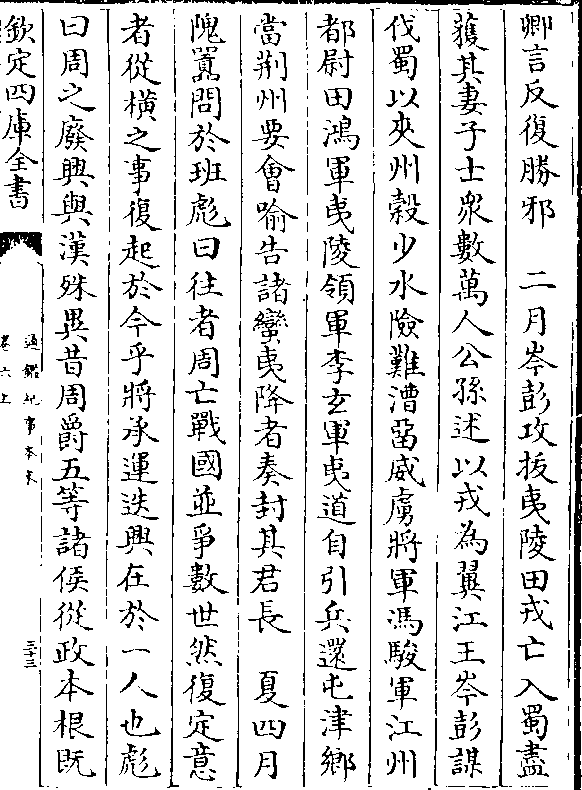 卿言反復勝邪　二月岑彭攻抜夷陵田戎亡入蜀盡
獲其妻子士衆數萬人公孫述以戎為翼江王岑彭謀
伐蜀以夾州榖少水險難漕留威虜將軍馮駿軍江州
都尉田鴻軍夷陵領軍李玄軍夷道自引兵還屯津鄉
當荆州要會喻告諸蠻夷降者奏封其君長　夏四月
隗囂問於班彪曰往者周亡戰國並爭數世然復定意
者從橫之事復起於今乎將承運迭興在於一人也彪
曰周之廢興與漢殊異昔周爵五等諸侯從政本根既
欽定四庫全書
通鑑紀事本末
卷六上
三十三